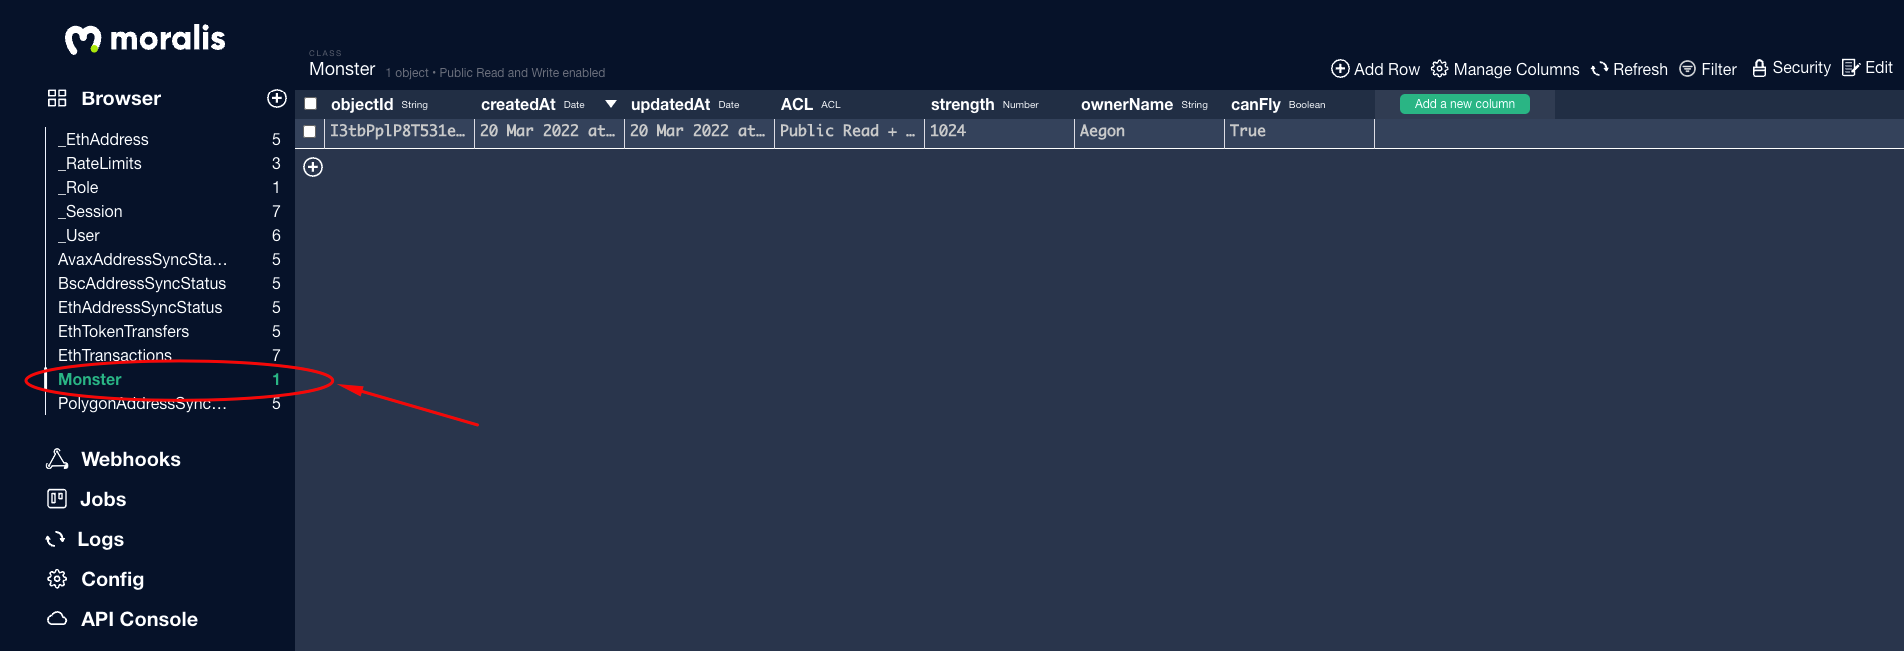 moralis
CLASS
Monster 1 object • Public Read and Write enabled
Add Row Manage Columns Refresh Filter Security Edit
Browser
objectId String createdAt Date updatedAt Date ACL ACL strength Number ownerName String canFly Boolean Add a new column
I3tbPplP8T531e… 20 Mar 2022 at… 20 Mar 2022 at… Public Read + … 1024 Aegon True
_EthAddress 5
_RateLimits 3
_Role 1
_Session 7
_User 6
AvaxAddressSyncSta… 5
BscAddressSyncStatus 5
EthAddressSyncStatus 5
EthTokenTransfers 5
EthTransactions 7
Monster 1
PolygonAddressSync… 5
Webhooks
Jobs
Logs
Config
API Console